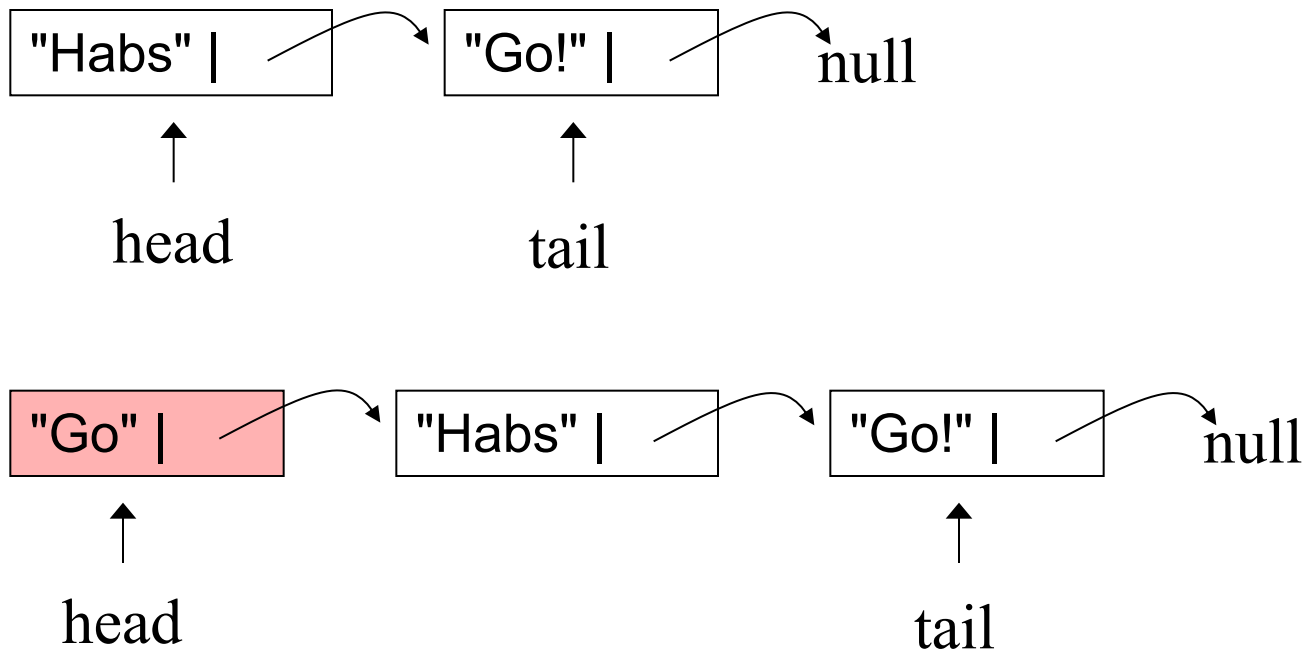 "Habs" | "Go!" | null
head tail
"Go" | "Habs" | "Go!" | null
head tail